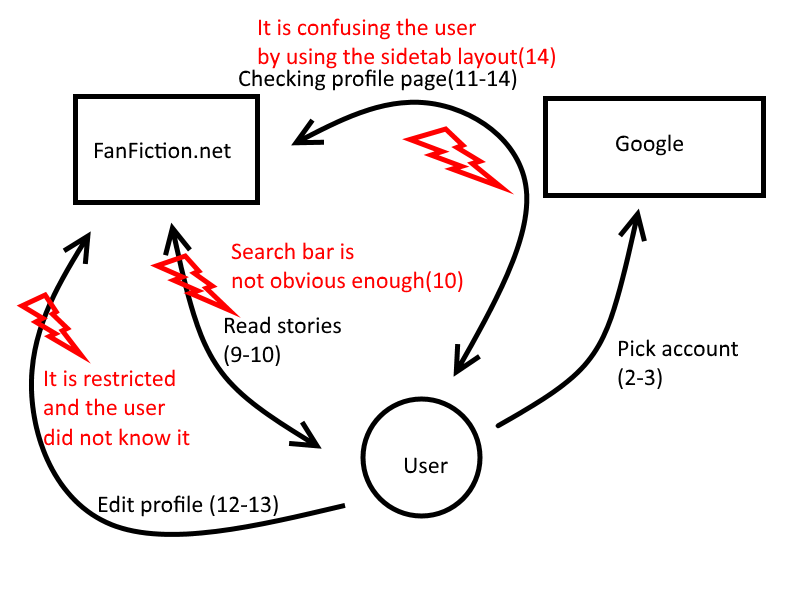 It is confusing the user
by using the sidetab layout(14)
Checking profile page(11-14)
FanFiction.net
Google
Search bar is
not obvious enough(10)
Read stories
(9-10)
Pick account
(2-3)
It is restricted
and the user
did not know it
User
Edit profile (12-13)